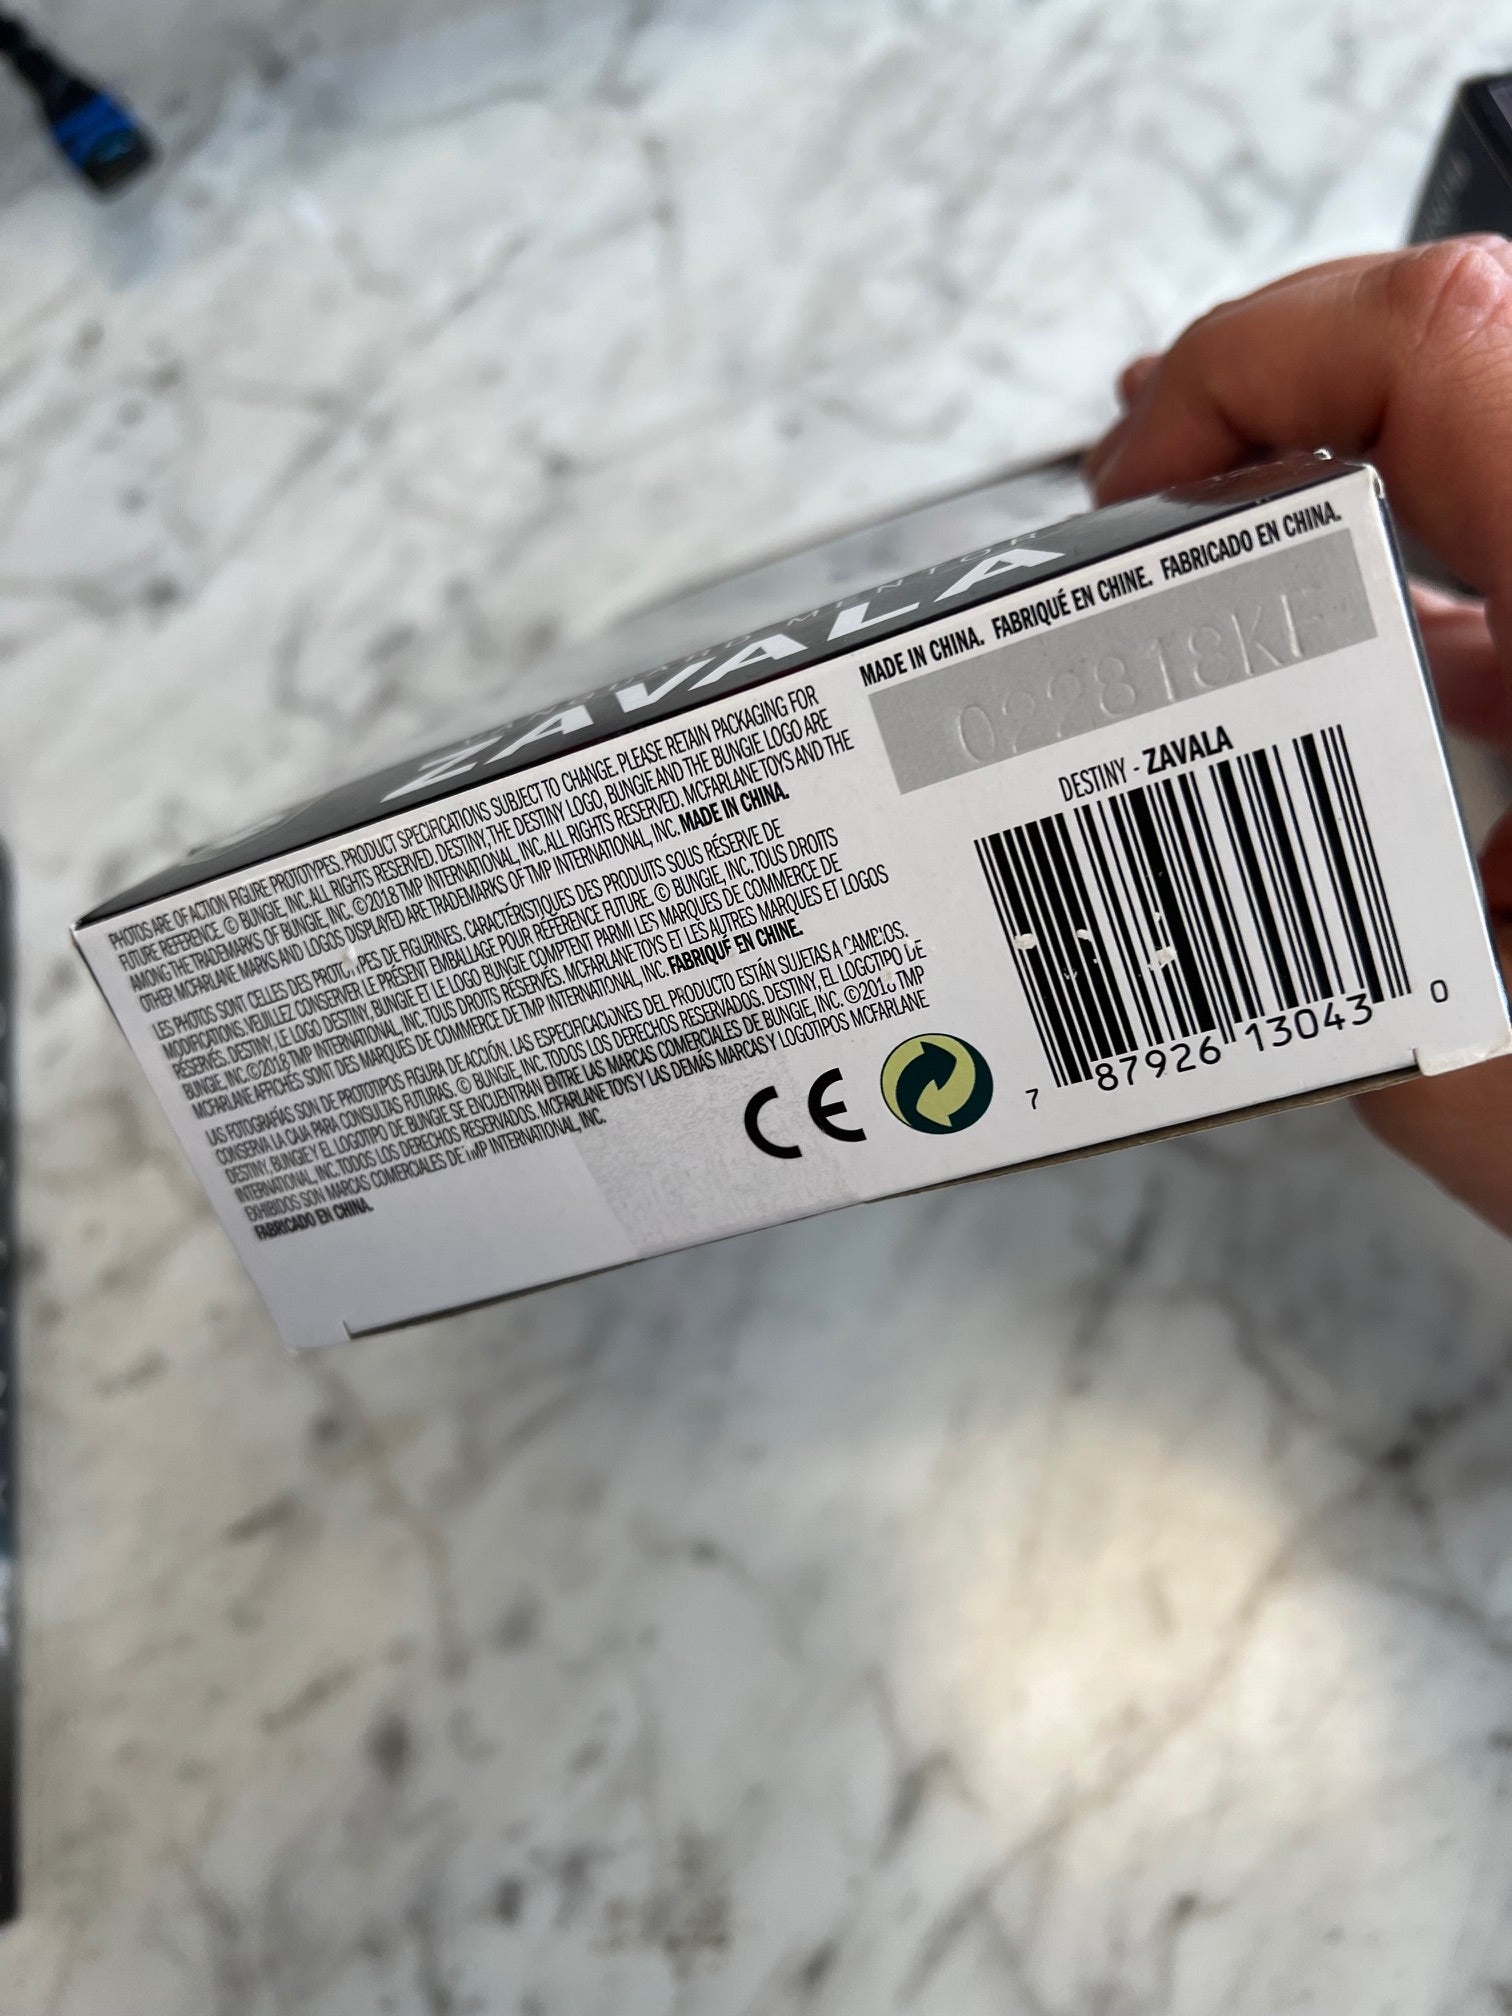 VANGUARD MENTOR
ZAVALA
PHOTOS ARE OF ACTION FIGURE PROTOTYPES. PRODUCT SPECIFICATIONS SUBJECT TO CHANGE. PLEASE RETAIN PACKAGING FOR
FUTURE REFERENCE. © BUNGIE, INC. ALL RIGHTS RESERVED. DESTINY, THE DESTINY LOGO, BUNGIE AND THE BUNGIE LOGO ARE
AMONG THE TRADEMARKS OF BUNGIE, INC. ©2018 TMP INTERNATIONAL, INC. ALL RIGHTS RESERVED. MCFARLANE TOYS AND THE
OTHER MCFARLANE MARKS AND LOGOS DISPLAYED ARE TRADEMARKS OF TMP INTERNATIONAL, INC. MADE IN CHINA.
LES PHOTOS SONT CELLES DES PROTOTYPES DE FIGURINES. CARACTÉRISTIQUES DES PRODUITS SOUS RÉSERVE DE
MODIFICATIONS. VEUILLEZ CONSERVER LE PRÉSENT EMBALLAGE POUR RÉFÉRENCE FUTURE. © BUNGIE, INC. TOUS DROITS
RÉSERVÉS. DESTINY, LE LOGO DESTINY, BUNGIE ET LE LOGO BUNGIE COMPTENT PARMI LES MARQUES DE COMMERCE DE
BUNGIE, INC. ©2018 TMP INTERNATIONAL, INC. TOUS DROITS RÉSERVÉS. MCFARLANE TOYS ET LES AUTRES MARQUES ET LOGOS
MCFARLANE AFFICHÉS SONT DES MARQUES DE COMMERCE DE TMP INTERNATIONAL, INC. FABRIQUÉ EN CHINE.
LAS FOTOGRAFÍAS SON DE PROTOTIPOS FIGURA DE ACCIÓN. LAS ESPECIFICACIONES DEL PRODUCTO ESTÁN SUJETAS A CAMBIOS.
CONSERVA LA CAJA PARA CONSULTAS FUTURAS. © BUNGIE, INC. TODOS LOS DERECHOS RESERVADOS. DESTINY, EL LOGOTIPO DE
DESTINY, BUNGIE Y EL LOGOTIPO DE BUNGIE SE ENCUENTRAN ENTRE LAS MARCAS COMERCIALES DE BUNGIE, INC. ©2018 TMP
INTERNATIONAL, INC. TODOS LOS DERECHOS RESERVADOS. MCFARLANE TOYS Y LAS DEMÁS MARCAS Y LOGOTIPOS MCFARLANE
EXHIBIDOS SON MARCAS COMERCIALES DE TMP INTERNATIONAL, INC.
FABRICADO EN CHINA.
CE
MADE IN CHINA. FABRIQUÉ EN CHINE. FABRICADO EN CHINA.
022818KF
DESTINY - ZAVALA
7 87926 13043 0